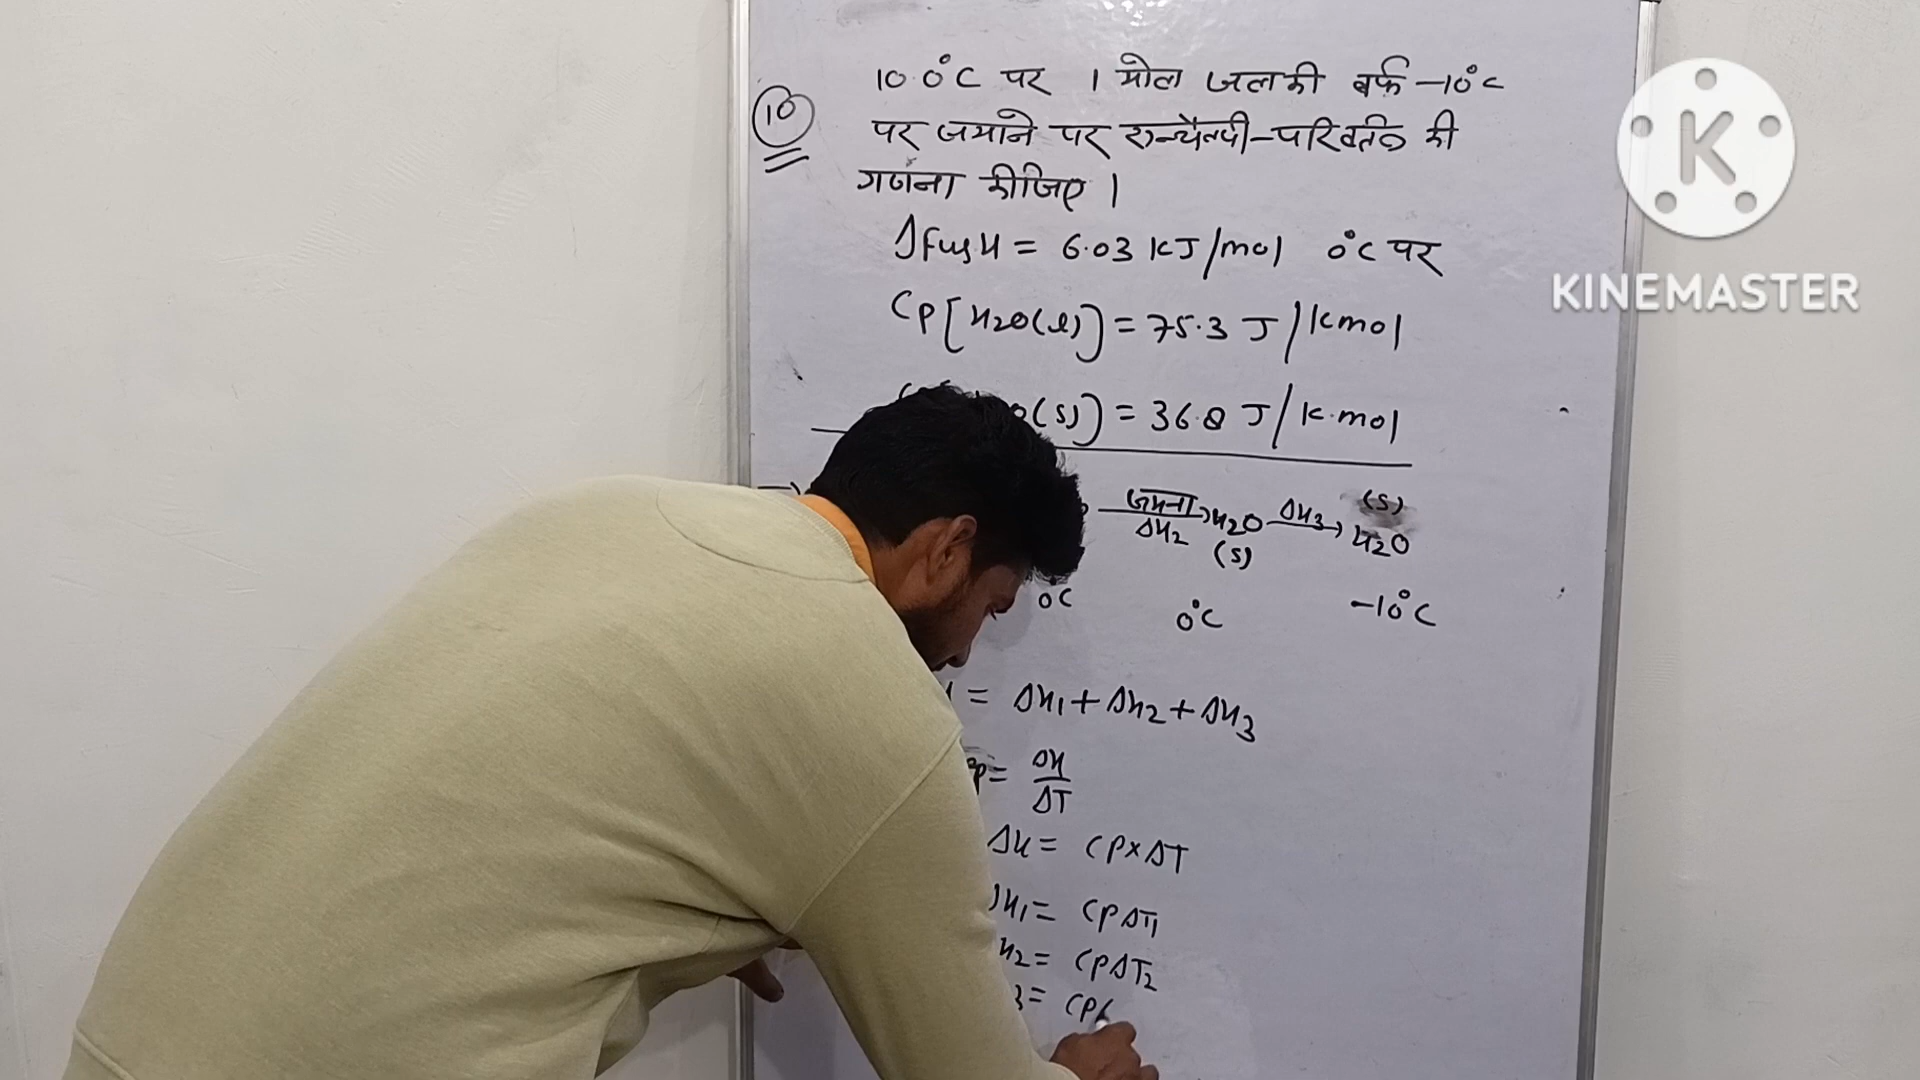 10.0°C पर 1 मोल जल की बर्फ -10°C
10
पर जमाने पर एन्थैल्पी-परिवर्तन की
गणना कीजिए।
ΔfusH = 6.03 KJ/mol 0°C पर
Cp[H2O(l)] = 75.3 J/Kmol
(s)] = 36.8 J/K.mol
जमना ΔH2 → H2O (s) ΔH3 → H2O (s)
0°C 0°C -10°C
= ΔH1 + ΔH2 + ΔH3
= ΔH/ΔT
ΔH = CP×ΔT
H1 = CPΔT1
H2 = CPΔT2
3 = CP
K
KINEMASTER